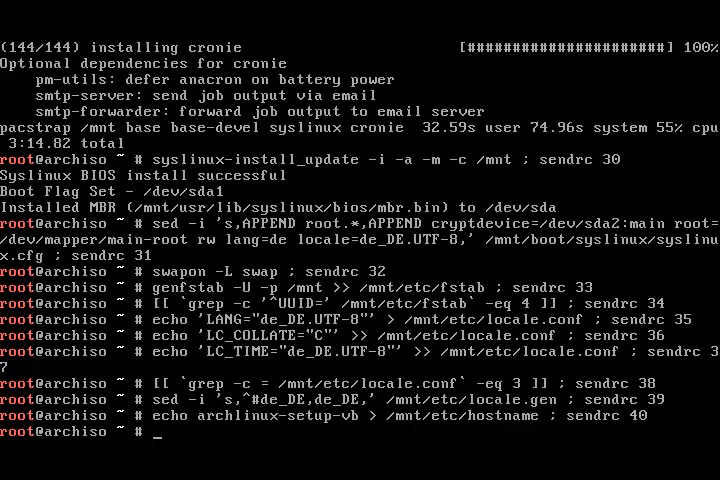 (144/144) installing cronie                        [######################] 100%
Optional dependencies for cronie
    pm-utils: defer anacron on battery power
    smtp-server: send job output via email
    smtp-forwarder: forward job output to email server
pacstrap /mnt base base-devel syslinux cronie  32.59s user 74.96s system 55% cpu
 3:14.82 total
root@archiso ~ # syslinux-install_update -i -a -m -c /mnt ; sendrc 30
Syslinux BIOS install successful
Boot Flag Set - /dev/sda1
Installed MBR (/mnt/usr/lib/syslinux/bios/mbr.bin) to /dev/sda
root@archiso ~ # sed -i 's,APPEND root.*,APPEND cryptdevice=/dev/sda2:main root=
/dev/mapper/main-root rw lang=de locale=de_DE.UTF-8,' /mnt/boot/syslinux/syslinu
x.cfg ; sendrc 31
root@archiso ~ # swapon -L swap ; sendrc 32
root@archiso ~ # genfstab -U -p /mnt >> /mnt/etc/fstab ; sendrc 33
root@archiso ~ # [[ `grep -c '^UUID=' /mnt/etc/fstab` -eq 4 ]] ; sendrc 34
root@archiso ~ # echo 'LANG="de_DE.UTF-8"' > /mnt/etc/locale.conf ; sendrc 35
root@archiso ~ # echo 'LC_COLLATE="C"' >> /mnt/etc/locale.conf ; sendrc 36
root@archiso ~ # echo 'LC_TIME="de_DE.UTF-8"' >> /mnt/etc/locale.conf ; sendrc 3
7
root@archiso ~ # [[ `grep -c = /mnt/etc/locale.conf` -eq 3 ]] ; sendrc 38
root@archiso ~ # sed -i 's,^#de_DE,de_DE,' /mnt/etc/locale.gen ; sendrc 39
root@archiso ~ # echo archlinux-setup-vb > /mnt/etc/hostname ; sendrc 40
root@archiso ~ # _